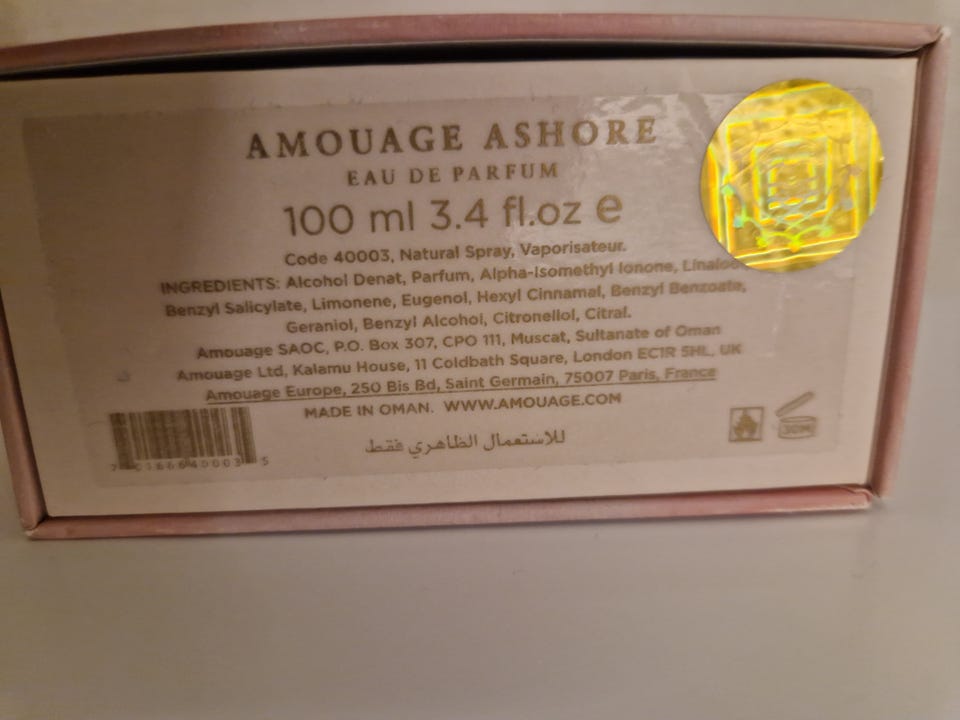 AMOUAGE ASHORE
EAU DE PARFUM
100 ml 3.4 fl.oz e
Code 40003, Natural Spray, Vaporisateur.
INGREDIENTS: Alcohol Denat, Parfum, Alpha-Isomethyl Ionone,
Benzyl Salicylate, Limonene, Eugenol, Hexyl Cinnamal, Benzyl Benzoate,
Geraniol, Benzyl Alcohol, Citronellol, Citral.
Amouage SAOC, P.O. Box 307, CPO 111, Muscat, Sultanate of Oman
Amouage Ltd, Kalamu House, 11 Coldbath Square, London EC1R 5HL, UK
Amouage Europe, 250 Bis Bd, Saint Germain, 75007 Paris, France
MADE IN OMAN. WWW.AMOUAGE.COM
للاستعمال الظاهري فقط
30M